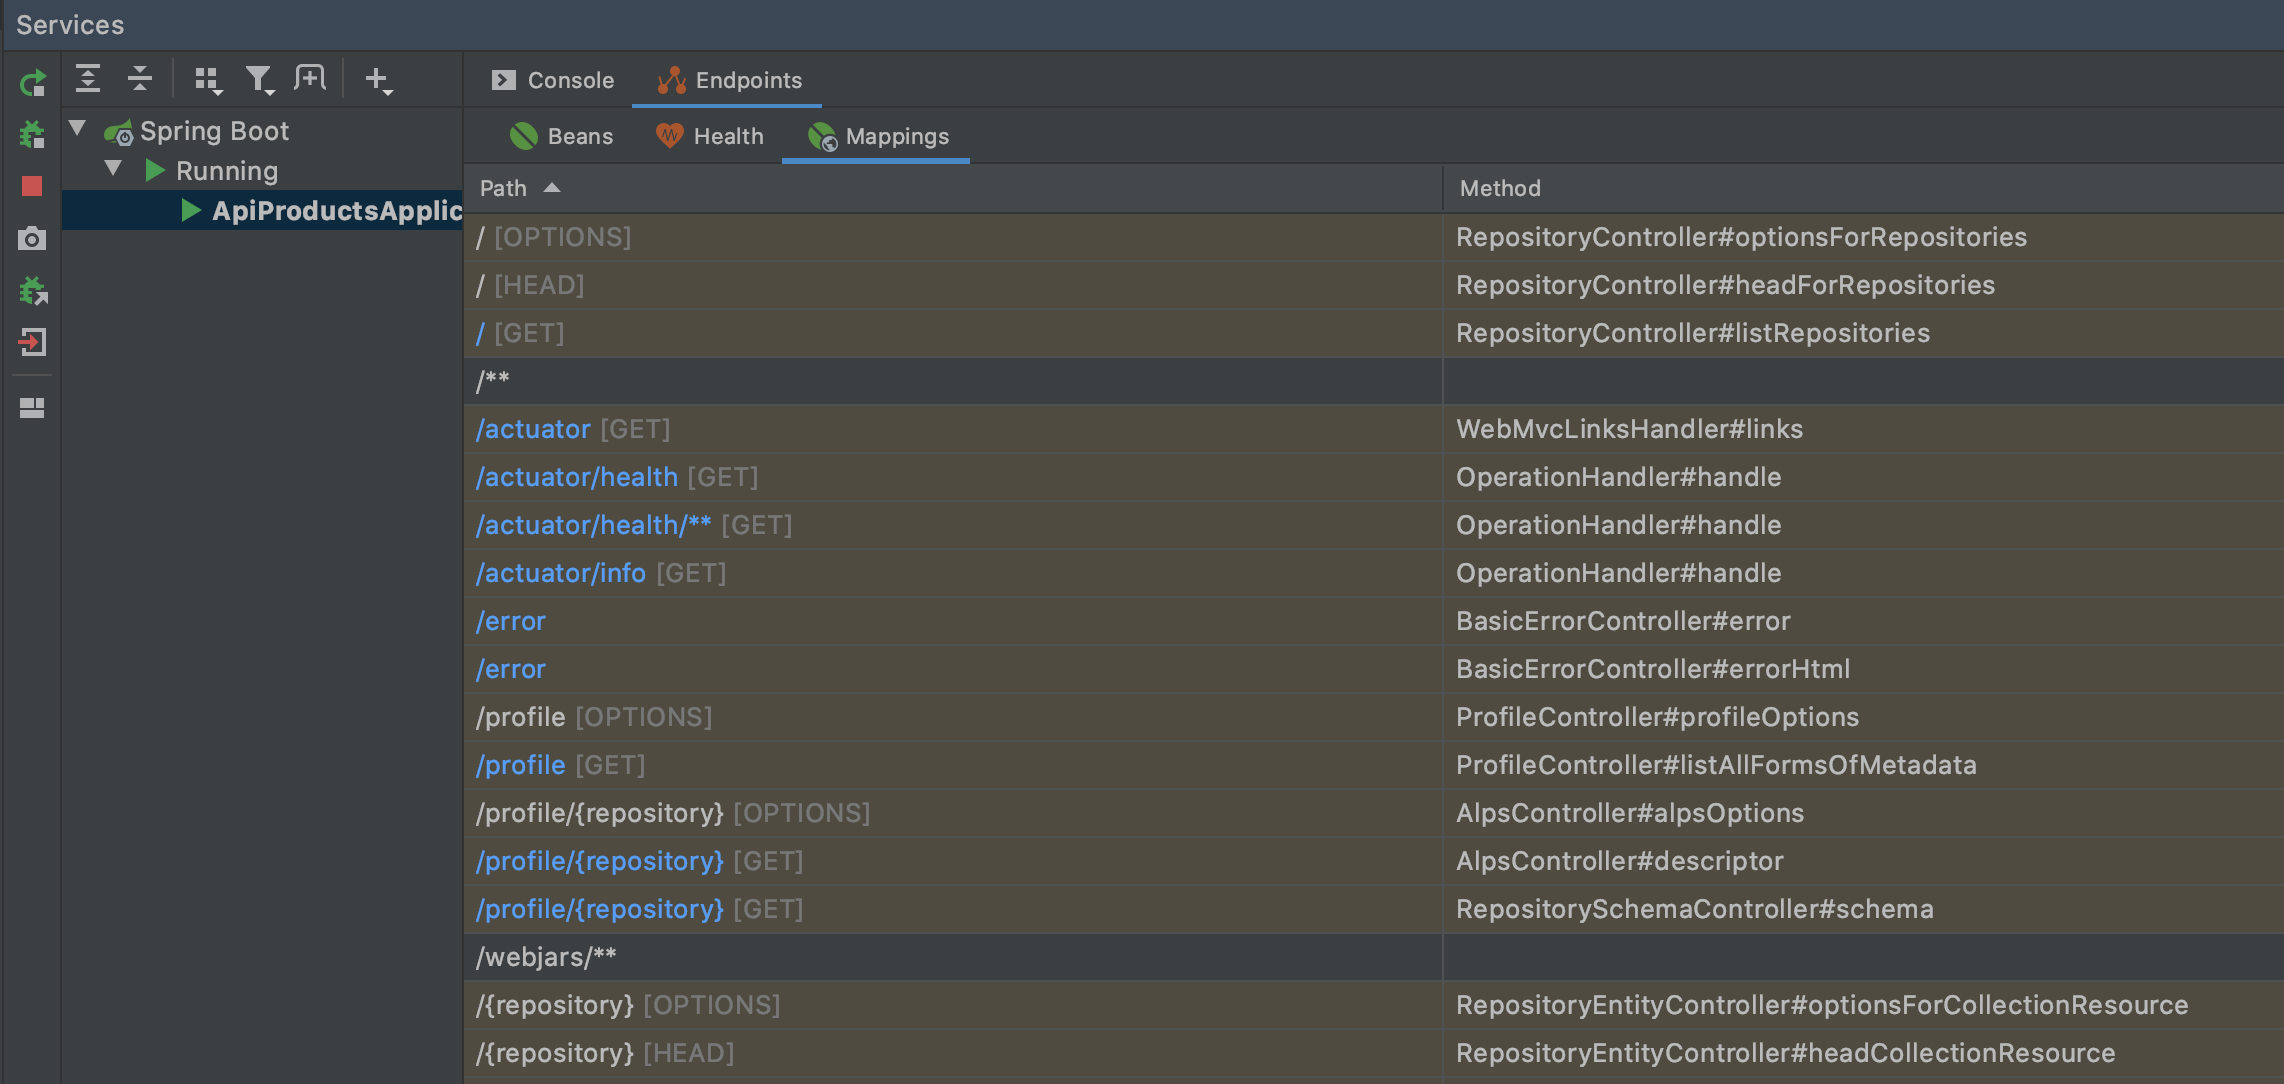 Services
Console Endpoints
Spring Boot
Running
ApiProductsApplic
Beans Health Mappings
Path Method
/ [OPTIONS] RepositoryController#optionsForRepositories
/ [HEAD] RepositoryController#headForRepositories
/ [GET] RepositoryController#listRepositories
/**
/actuator [GET] WebMvcLinksHandler#links
/actuator/health [GET] OperationHandler#handle
/actuator/health/** [GET] OperationHandler#handle
/actuator/info [GET] OperationHandler#handle
/error BasicErrorController#error
/error BasicErrorController#errorHtml
/profile [OPTIONS] ProfileController#profileOptions
/profile [GET] ProfileController#listAllFormsOfMetadata
/profile/{repository} [OPTIONS] AlpsController#alpsOptions
/profile/{repository} [GET] AlpsController#descriptor
/profile/{repository} [GET] RepositorySchemaController#schema
/webjars/**
/{repository} [OPTIONS] RepositoryEntityController#optionsForCollectionResource
/{repository} [HEAD] RepositoryEntityController#headCollectionResource